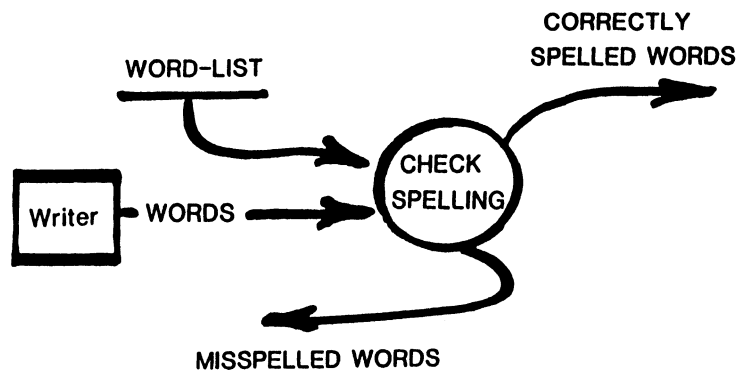 CORRECTLY
SPELLED WORDS
WORD-LIST
CHECK
SPELLING
Writer
WORDS
MISSPELLED WORDS